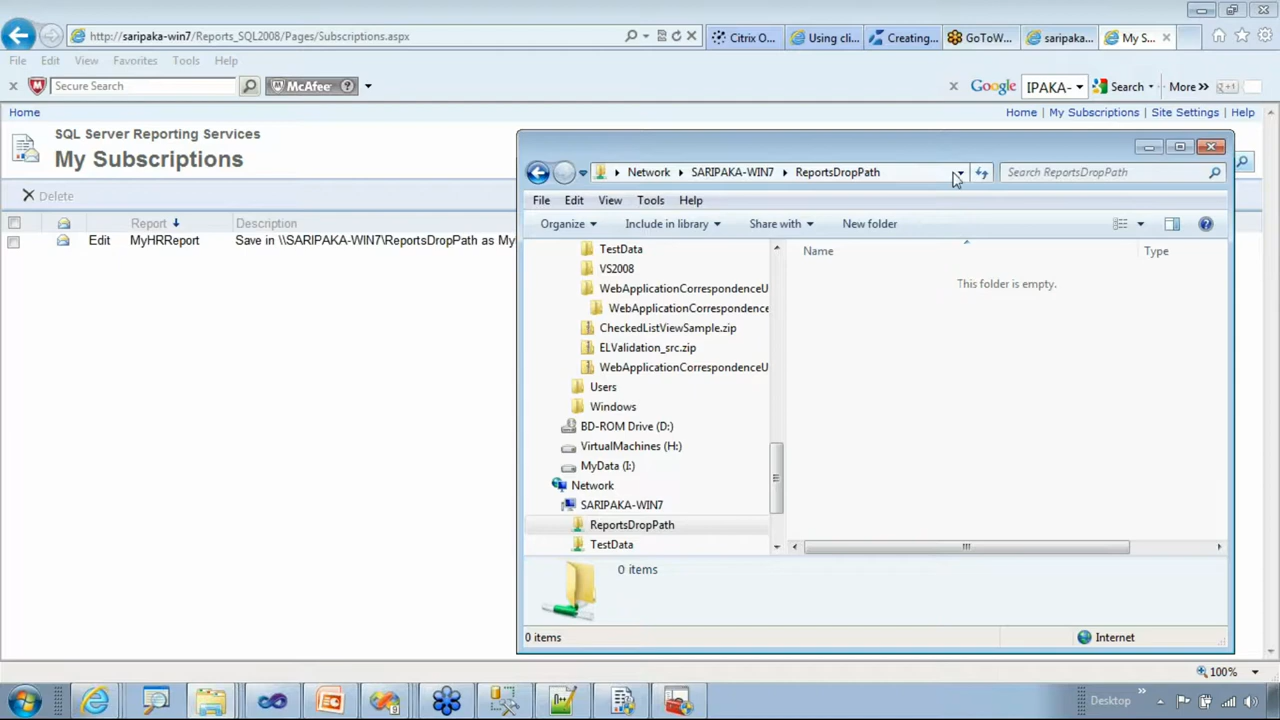 http://saripaka-win7/Reports_SQL2008/Pages/Subscriptions.aspx
Citrix O...
Using cli...
Creating...
GoToW...
saripaka...
My S...
File Edit View Favorites Tools Help
Secure Search
McAfee
Google
IPAKA-
Search
More »
+1
Home
Home | My Subscriptions | Site Settings | Help
SQL Server Reporting Services
My Subscriptions
Delete
Report Description
Edit MyHRReport Save in \\SARIPAKA-WIN7\ReportsDropPath as My
Network SARIPAKA-WIN7 ReportsDropPath
Search ReportsDropPath
File Edit View Tools Help
Organize Include in library Share with New folder
TestData
VS2008
WebApplicationCorrespondenceU
WebApplicationCorrespondence
CheckedListViewSample.zip
ELValidation_src.zip
WebApplicationCorrespondenceU
Users
Windows
BD-ROM Drive (D:)
VirtualMachines (H:)
MyData (I:)
Network
SARIPAKA-WIN7
ReportsDropPath
TestData
Name Type
This folder is empty.
0 items
0 items
Internet
100%
Desktop